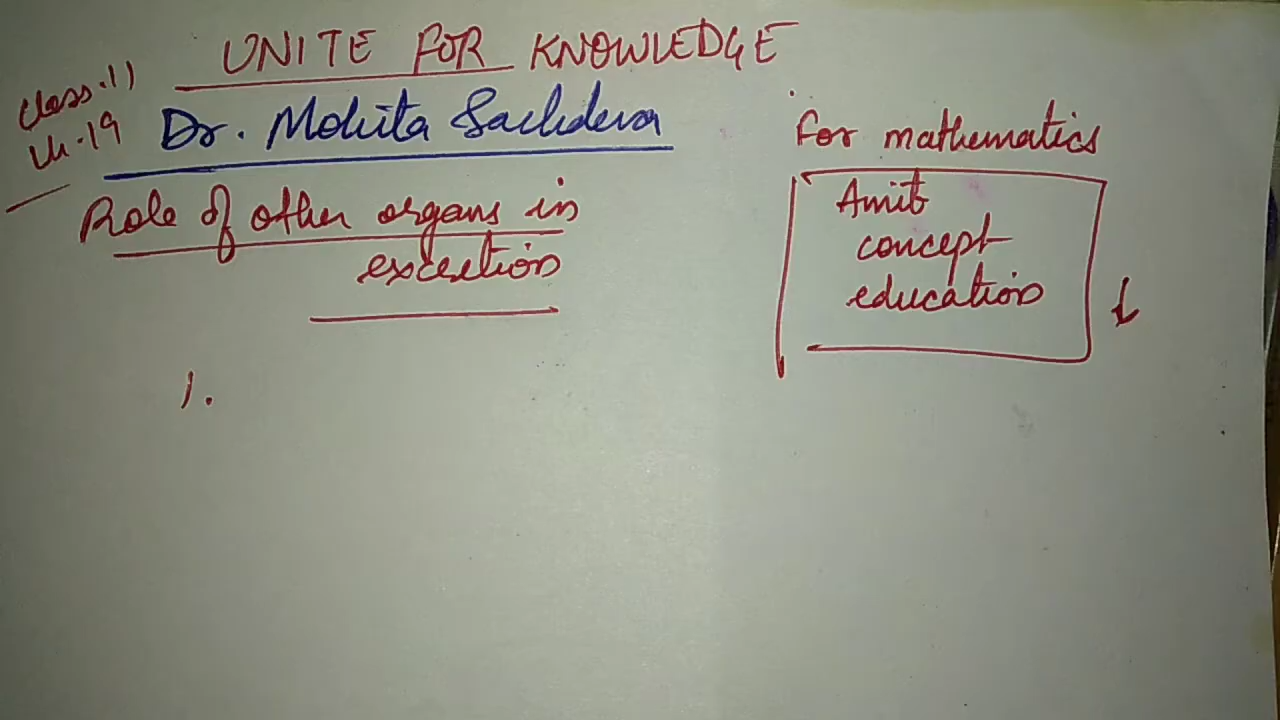 UNITE FOR KNOWLEDGE
Class.11
Ch.19
Dr. Mohita Sachdeva
Role of other organs in
excretion
1.
For mathematics
Amit
concept
education